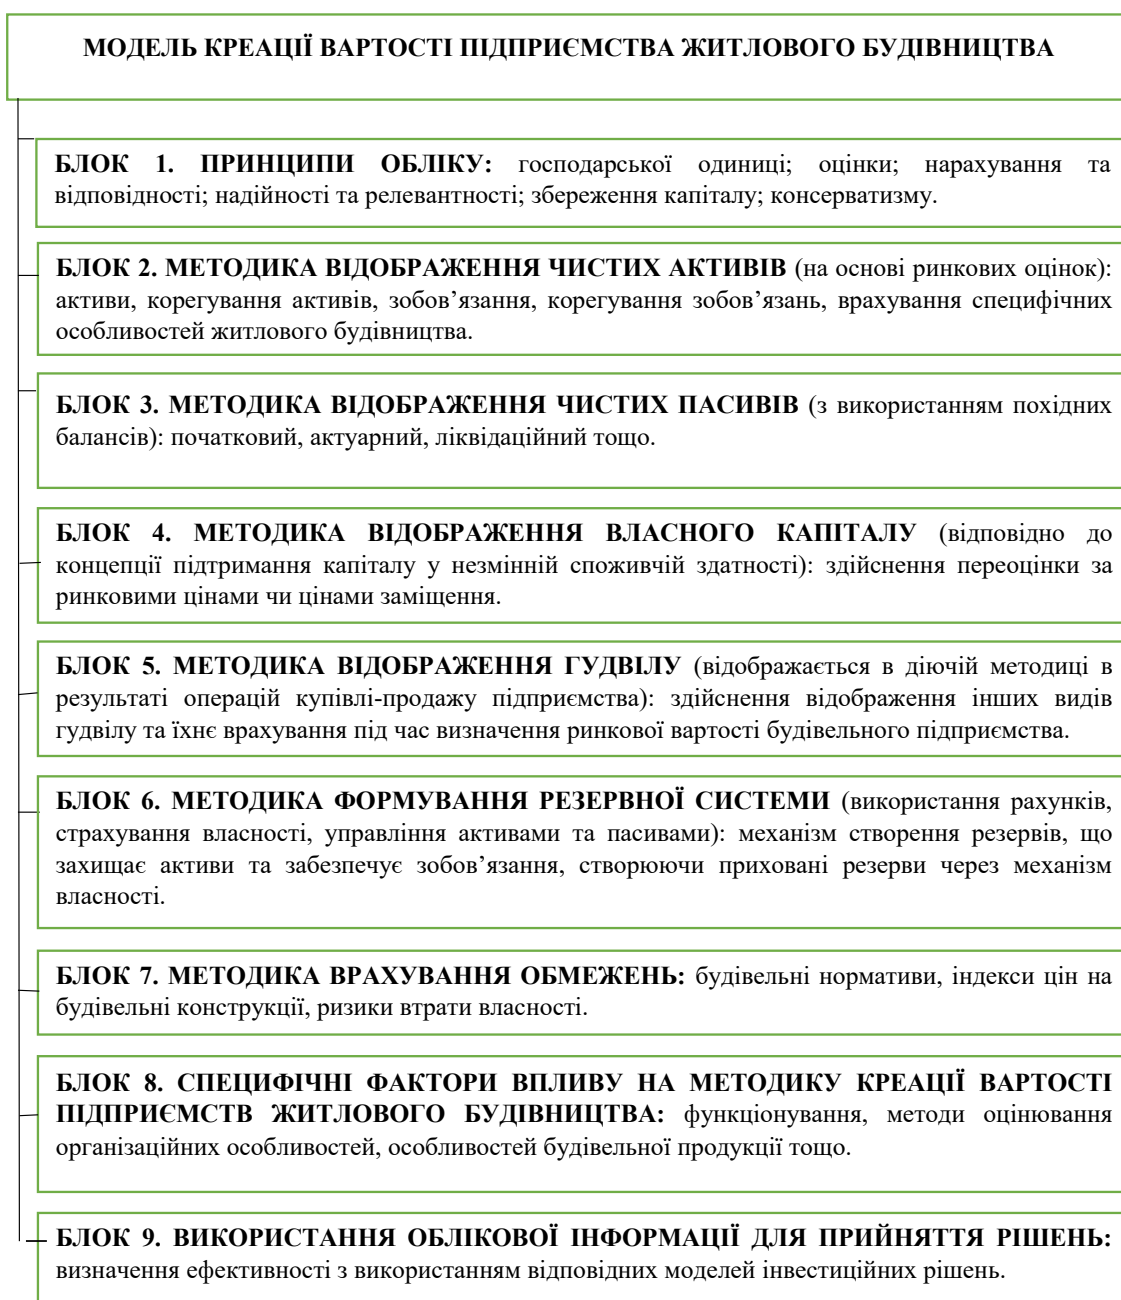 МОДЕЛЬ КРЕАЦІЇ ВАРТОСТІ ПІДПРИЄМСТВА ЖИТЛОВОГО БУДІВНИЦТВА
БЛОК 1. ПРИНЦИПИ ОБЛІКУ: господарської одиниці; оцінки; нарахування та
відповідності; надійності та релевантності; збереження капіталу; консерватизму.
БЛОК 2. МЕТОДИКА ВІДОБРАЖЕННЯ ЧИСТИХ АКТИВІВ (на основі ринкових оцінок):
активи, корегування активів, зобов’язання, корегування зобов’язань, врахування специфічних
особливостей житлового будівництва.
БЛОК 3. МЕТОДИКА ВІДОБРАЖЕННЯ ЧИСТИХ ПАСИВІВ (з використанням похідних
балансів): початковий, актуарний, ліквідаційний тощо.
БЛОК 4. МЕТОДИКА ВІДОБРАЖЕННЯ ВЛАСНОГО КАПІТАЛУ (відповідно до
концепції підтримання капіталу у незмінній споживчій здатності): здійснення переоцінки за
ринковими цінами чи цінами заміщення.
БЛОК 5. МЕТОДИКА ВІДОБРАЖЕННЯ ГУДВІЛУ (відображається в діючій методиці в
результаті операцій купівлі-продажу підприємства): здійснення відображення інших видів
гудвілу та їхнє врахування під час визначення ринкової вартості будівельного підприємства.
БЛОК 6. МЕТОДИКА ФОРМУВАННЯ РЕЗЕРВНОЇ СИСТЕМИ (використання рахунків,
страхування власності, управління активами та пасивами): механізм створення резервів, що
захищає активи та забезпечує зобов’язання, створюючи приховані резерви через механізм
власності.
БЛОК 7. МЕТОДИКА ВРАХУВАННЯ ОБМЕЖЕНЬ: будівельні нормативи, індекси цін на
будівельні конструкції, ризики втрати власності.
БЛОК 8. СПЕЦИФІЧНІ ФАКТОРИ ВПЛИВУ НА МЕТОДИКУ КРЕАЦІЇ ВАРТОСТІ
ПІДПРИЄМСТВ ЖИТЛОВОГО БУДІВНИЦТВА: функціонування, методи оцінювання
організаційних особливостей, особливостей будівельної продукції тощо.
БЛОК 9. ВИКОРИСТАННЯ ОБЛІКОВОЇ ІНФОРМАЦІЇ ДЛЯ ПРИЙНЯТТЯ РІШЕНЬ:
визначення ефективності з використанням відповідних моделей інвестиційних рішень.